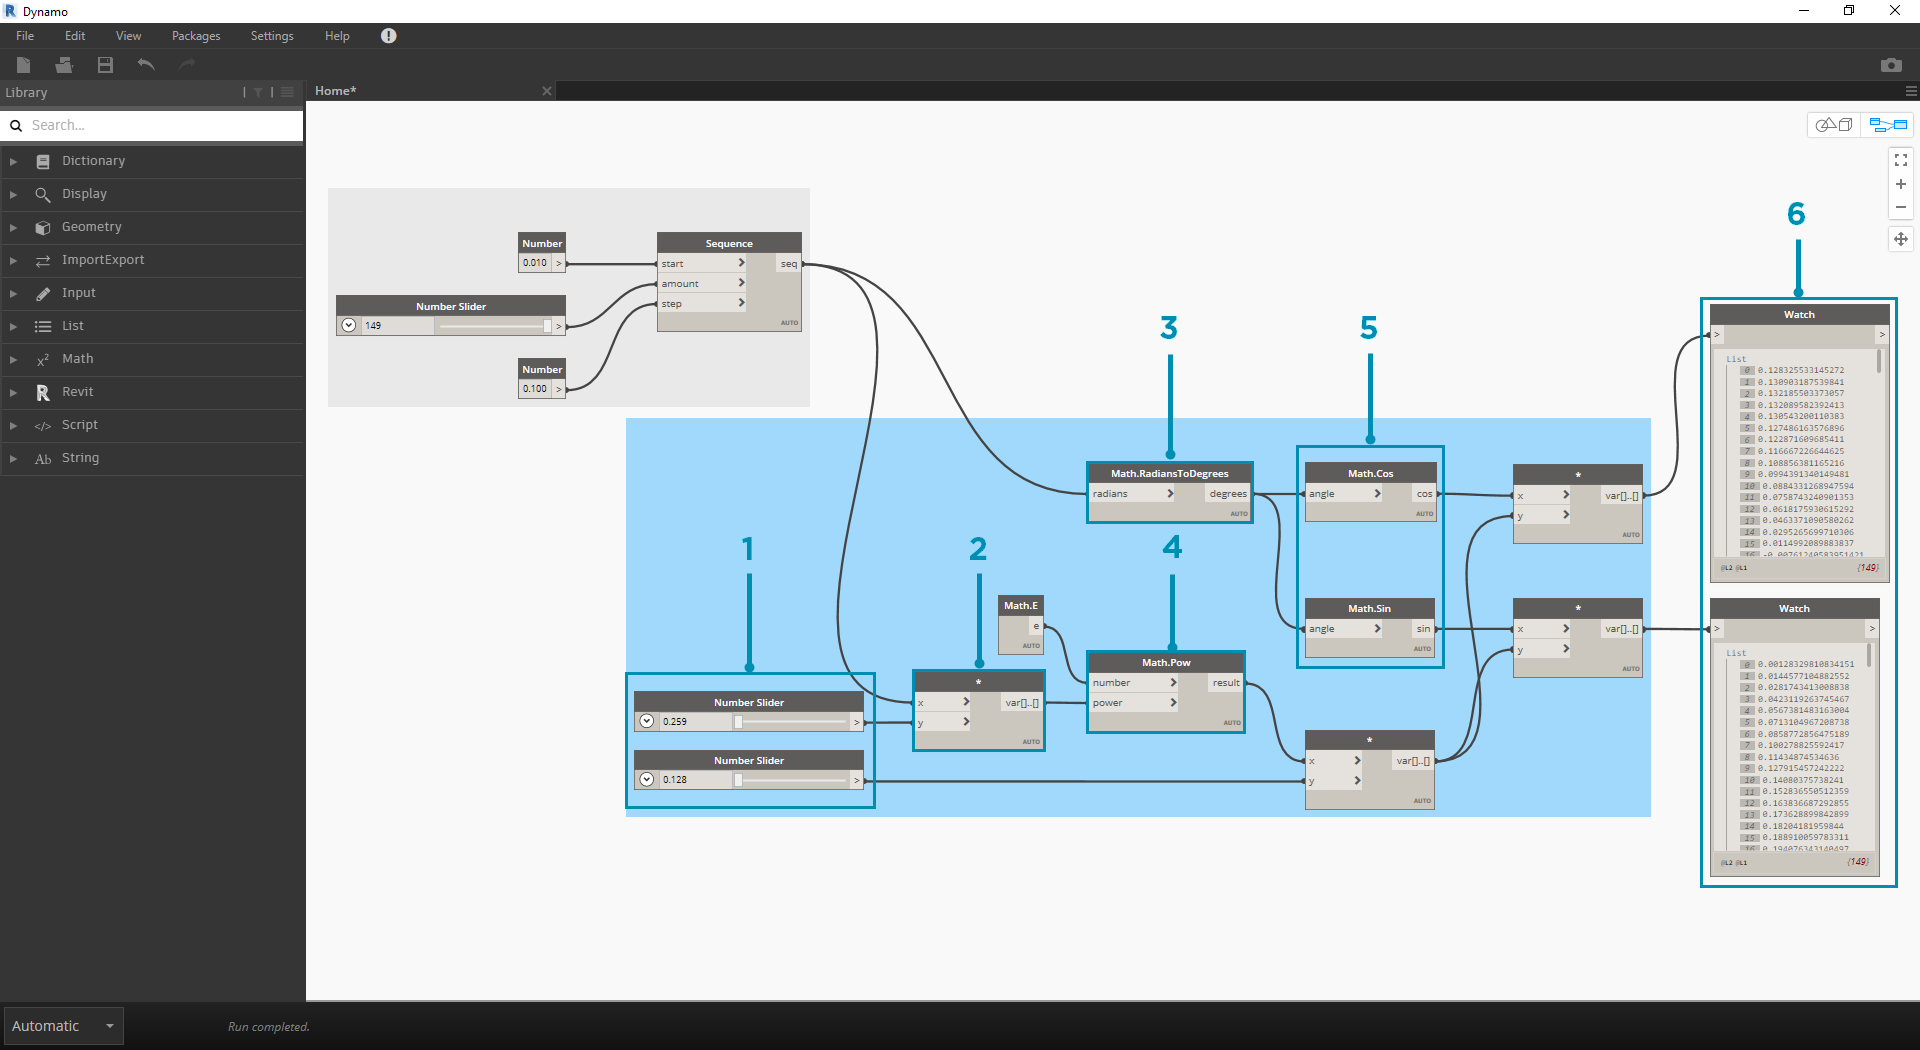 Dynamo
File Edit View Packages Settings Help
Library
Home*
Search...
Dictionary
Display
Geometry
ImportExport
Input
List
Math
Revit
Script
String
Number
0.010 >
Number Slider
149 >
Number
0.100 >
Sequence
start > seq
amount >
step >
AUTO
1
2
3
4
5
6
Number Slider
0.259 >
Number Slider
0.128 >
*
x > var[]..[]
y >
AUTO
Math.E
e
AUTO
Math.RadiansToDegrees
radians > degrees
AUTO
Math.Pow
number > result
power >
AUTO
Math.Cos
angle > cos
AUTO
Math.Sin
angle > sin
AUTO
*
x > var[]..[]
y >
AUTO
*
x > var[]..[]
y >
AUTO
*
x > var[]..[]
y >
AUTO
Watch
> >
List
0 0.128325533145272
1 0.130903187539841
2 0.132185503373057
3 0.132089582392413
4 0.130543200110383
5 0.127486163576896
6 0.122871609685411
7 0.116667226644625
8 0.108856381165216
9 0.0994391340149481
10 0.0884331268947594
11 0.0758743240901353
12 0.0618175930615292
13 0.0463371090580262
14 0.0295265699710306
15 0.0114992089883837
16 -0.00761240583951421
@L2 @L1 {149}
Watch
> >
List
0 0.00128329810834151
1 0.0144577104882552
2 0.0281743413008838
3 0.0423119263745467
4 0.0567381483163004
5 0.0713104967208738
6 0.0858772856475189
7 0.100278825592417
8 0.11434874534636
9 0.127915457242222
10 0.14080375738241
11 0.152836550512359
12 0.163836687292855
13 0.173628899842899
14 0.18204181959844
15 0.188910059783311
16 0.194076343140497
@L2 @L1 {149}
Automatic
Run completed.